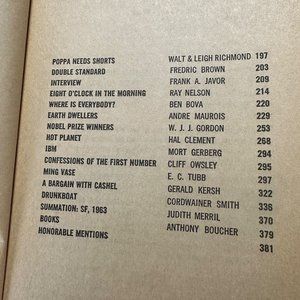 POPPA NEEDS SHORTS WALT & LEIGH RICHMOND 197
DOUBLE STANDARD FREDRIC BROWN 203
INTERVIEW FRANK A. JAVOR 209
EIGHT O'CLOCK IN THE MORNING RAY NELSON 214
WHERE IS EVERYBODY? BEN BOVA 220
EARTH DWELLERS ANDRE MAUROIS 229
NOBEL PRIZE WINNERS W. J. J. GORDON 253
HOT PLANET HAL CLEMENT 268
IBM MORT GERBERG 294
CONFESSIONS OF THE FIRST NUMBER CLIFF OWSLEY 295
MING VASE E. C. TUBB 297
A BARGAIN WITH CASHEL GERALD KERSH 322
DRUNKBOAT CORDWAINER SMITH 336
SUMMATION: SF, 1963 JUDITH MERRIL 370
BOOKS ANTHONY BOUCHER 379
HONORABLE MENTIONS 381